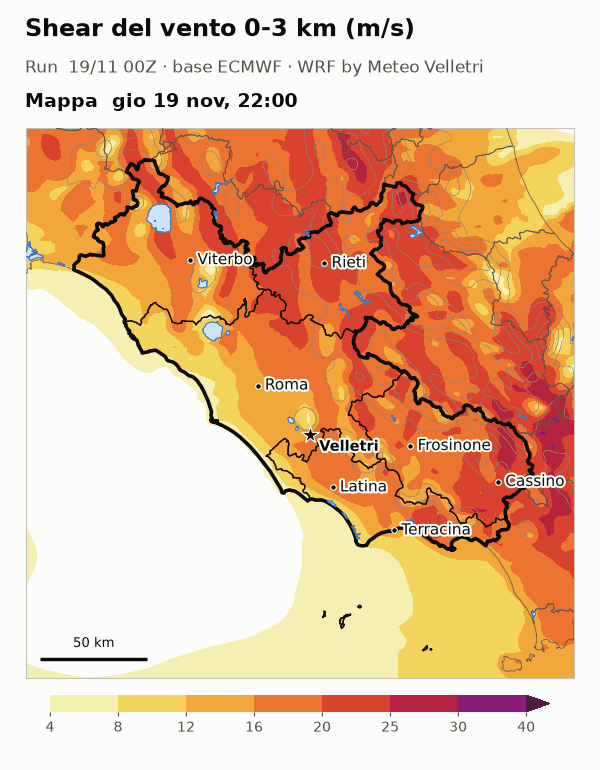 Shear del vento 0-3 km (m/s)
Run  19/11 00Z · base ECMWF · WRF by Meteo Velletri
Mappa  gio 19 nov, 22:00
Viterbo
Rieti
Roma
Velletri
Frosinone
Cassino
Latina
Terracina
50 km
4 8 12 16 20 25 30 40